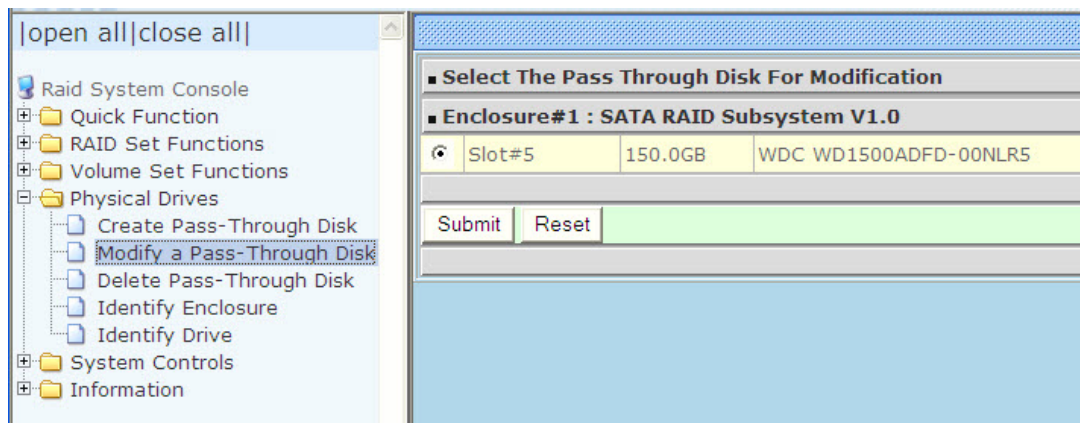 |open all|close all|
Raid System Console
Quick Function
RAID Set Functions
Volume Set Functions
Physical Drives
Create Pass-Through Disk
Modify a Pass-Through Disk
Delete Pass-Through Disk
Identify Enclosure
Identify Drive
System Controls
Information
Select The Pass Through Disk For Modification
Enclosure#1 : SATA RAID Subsystem V1.0
Slot#5 150.0GB WDC WD1500ADFD-00NLR5
Submit Reset